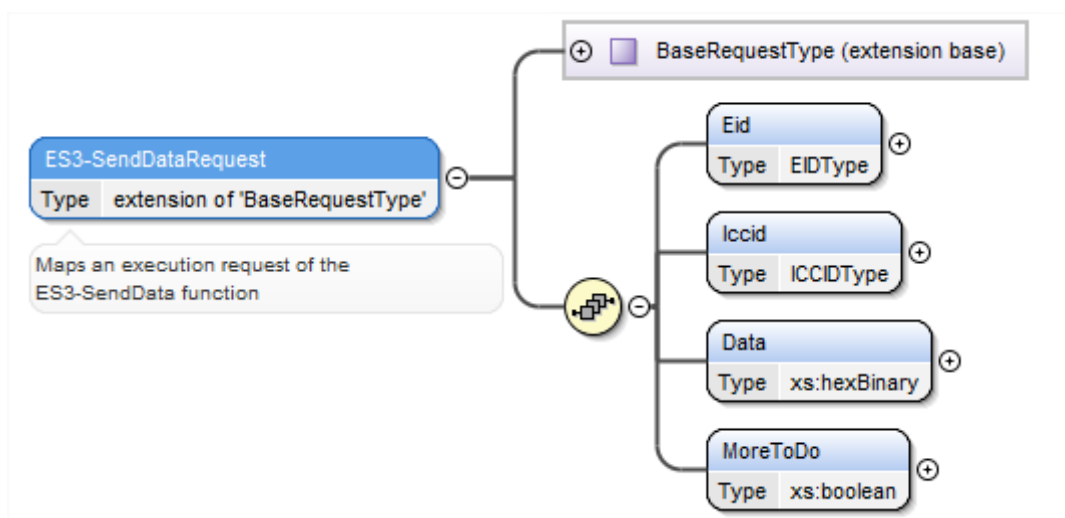 BaseRequestType (extension base)
ES3-SendDataRequest
Type extension of 'BaseRequestType'
Maps an execution request of the
ES3-SendData function
Eid
Type EIDType
Iccid
Type ICCIDType
Data
Type xs:hexBinary
MoreToDo
Type xs:boolean